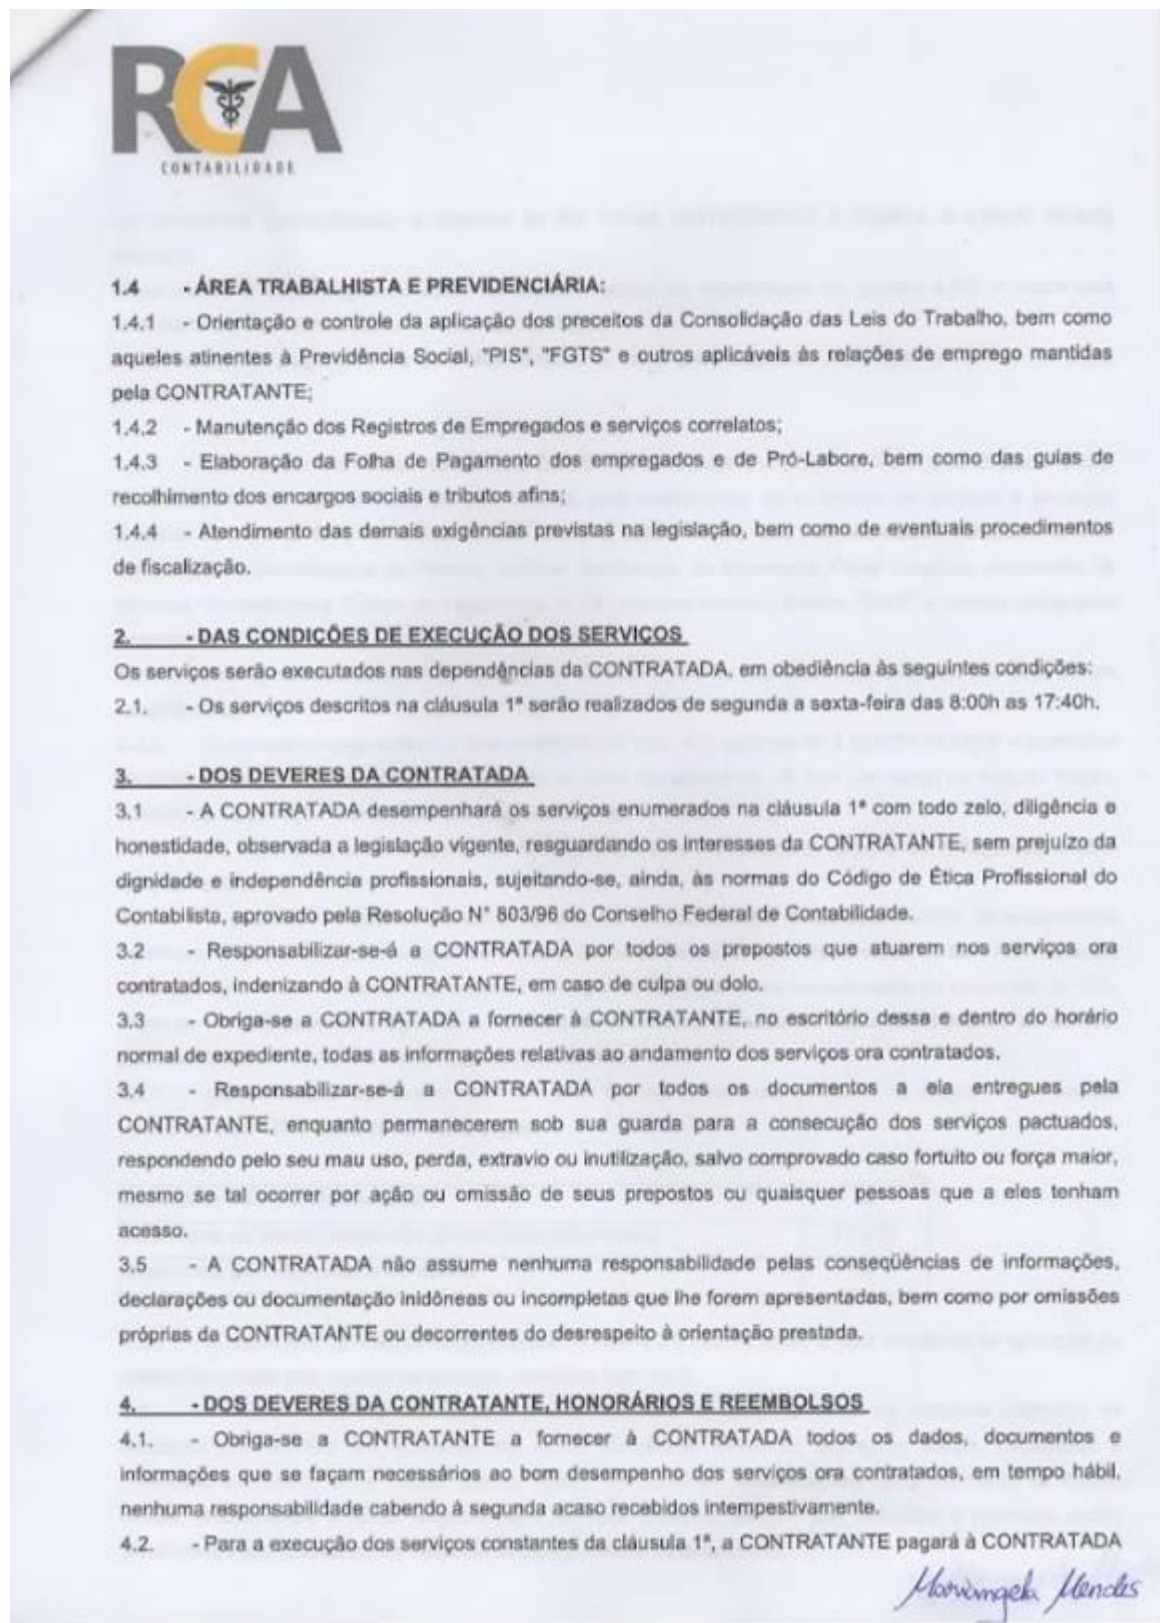 RCA
CONTABILIDADE
1.4 - ÁREA TRABALHISTA E PREVIDENCIÁRIA:
1.4.1 - Orientação e controle da aplicação dos preceitos da Consolidação das Leis do Trabalho, bem como
aqueles atinentes à Previdência Social, "PIS", "FGTS" e outros aplicáveis às relações de emprego mantidas
pela CONTRATANTE;
1.4.2 - Manutenção dos Registros de Empregados e serviços correlatos;
1.4.3 - Elaboração da Folha de Pagamento dos empregados e de Pró-Labore, bem como das guias de
recolhimento dos encargos sociais e tributos afins;
1.4.4 - Atendimento das demais exigências previstas na legislação, bem como de eventuais procedimentos
de fiscalização.
2. - DAS CONDIÇÕES DE EXECUÇÃO DOS SERVIÇOS
Os serviços serão executados nas dependências da CONTRATADA, em obediência às seguintes condições:
2.1. - Os serviços descritos na cláusula 1ª serão realizados de segunda a sexta-feira das 8:00h as 17:40h.
3. - DOS DEVERES DA CONTRATADA
3.1 - A CONTRATADA desempenhará os serviços enumerados na cláusula 1ª com todo zelo, diligência e
honestidade, observada a legislação vigente, resguardando os interesses da CONTRATANTE, sem prejuízo da
dignidade e independência profissionais, sujeitando-se, ainda, às normas do Código de Ética Profissional do
Contabilista, aprovado pela Resolução N° 803/96 do Conselho Federal de Contabilidade.
3.2 - Responsabilizar-se-á a CONTRATADA por todos os prepostos que atuarem nos serviços ora
contratados, indenizando à CONTRATANTE, em caso de culpa ou dolo.
3.3 - Obriga-se a CONTRATADA a fornecer à CONTRATANTE, no escritório dessa e dentro do horário
normal de expediente, todas as informações relativas ao andamento dos serviços ora contratados.
3.4 - Responsabilizar-se-á a CONTRATADA por todos os documentos a ela entregues pela
CONTRATANTE, enquanto permanecerem sob sua guarda para a consecução dos serviços pactuados,
respondendo pelo seu mau uso, perda, extravio ou inutilização, salvo comprovado caso fortuito ou força maior,
mesmo se tal ocorrer por ação ou omissão de seus prepostos ou quaisquer pessoas que a eles tenham
acesso.
3.5 - A CONTRATADA não assume nenhuma responsabilidade pelas conseqüências de informações,
declarações ou documentação inidôneas ou incompletas que lhe forem apresentadas, bem como por omissões
próprias da CONTRATANTE ou decorrentes do desrespeito à orientação prestada.
4. - DOS DEVERES DA CONTRATANTE, HONORÁRIOS E REEMBOLSOS
4.1. - Obriga-se a CONTRATANTE a fornecer à CONTRATADA todos os dados, documentos e
informações que se façam necessários ao bom desempenho dos serviços ora contratados, em tempo hábil,
nenhuma responsabilidade cabendo à segunda acaso recebidos intempestivamente.
4.2. - Para a execução dos serviços constantes da cláusula 1ª, a CONTRATANTE pagará à CONTRATADA
Mariangela Mendes